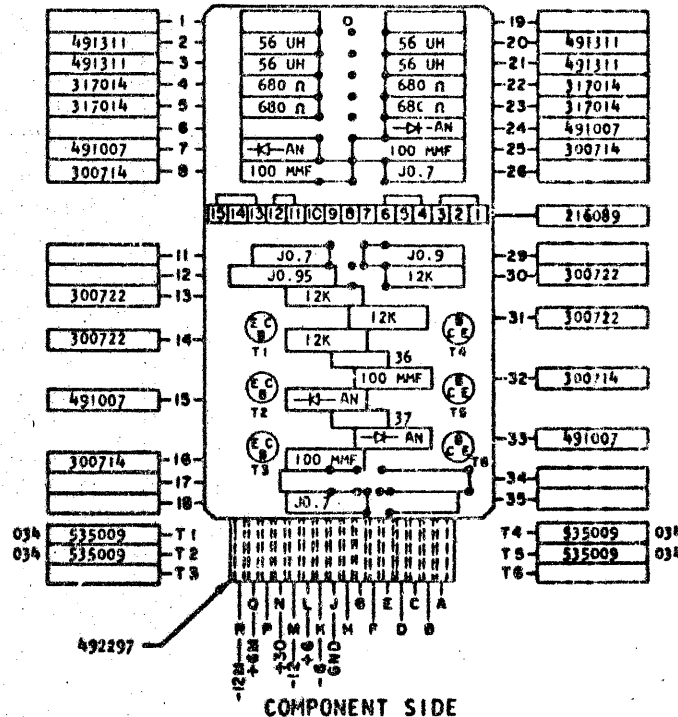 1 O 19
491311 2 56 UH 56 UH 20 491311
491311 3 56 UH 56 UH 21 491311
317014 4 680 Ω 680 Ω 22 317014
317014 5 680 Ω 68C Ω 23 317014
6 AN 24 491007
491007 7 AN 100 MMF 25 300714
300714 8 100 MMF J0.7 26
15 14 13 12 11 10 9 8 7 6 5 4 3 2 1 216089
11 J0.7 J0.9 29
12 J0.95 12K 30 300722
300722 13 12K
12K 31 300722
E C B B C E
300722 14 12K
T1 T4
36
100 MMF 32 300714
E C B B C E
491007 15 AN
T2 T5
37
AN 33 491007
E C B B C E
300714 16 100 MMF
T3 T6
17 34
18 J0.7 35
034 535009 T1 T4 535009 034
034 535009 T2 T5 535009 034
T3 T6
Q N L J G E C A
R P M K H F D B
492297
-12M +6M +30 -12 +6 -6 GND
COMPONENT SIDE